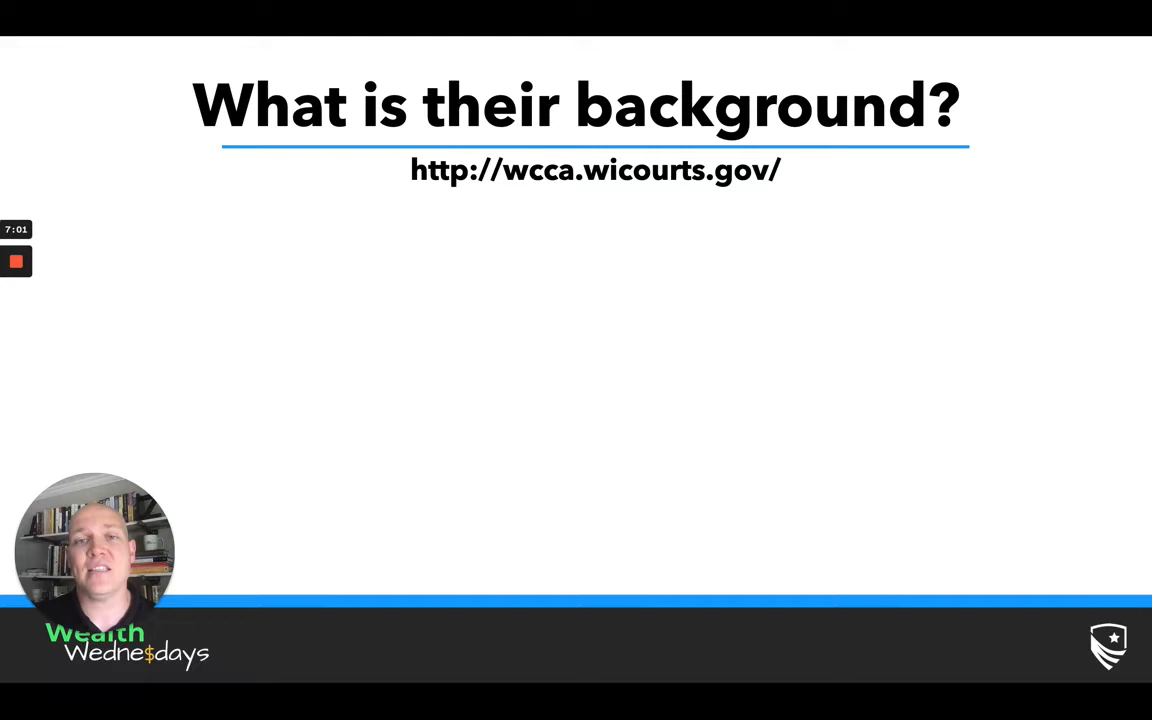 What is their background?
http://wcca.wicourts.gov/
7:01
Wealth
Wedne$days